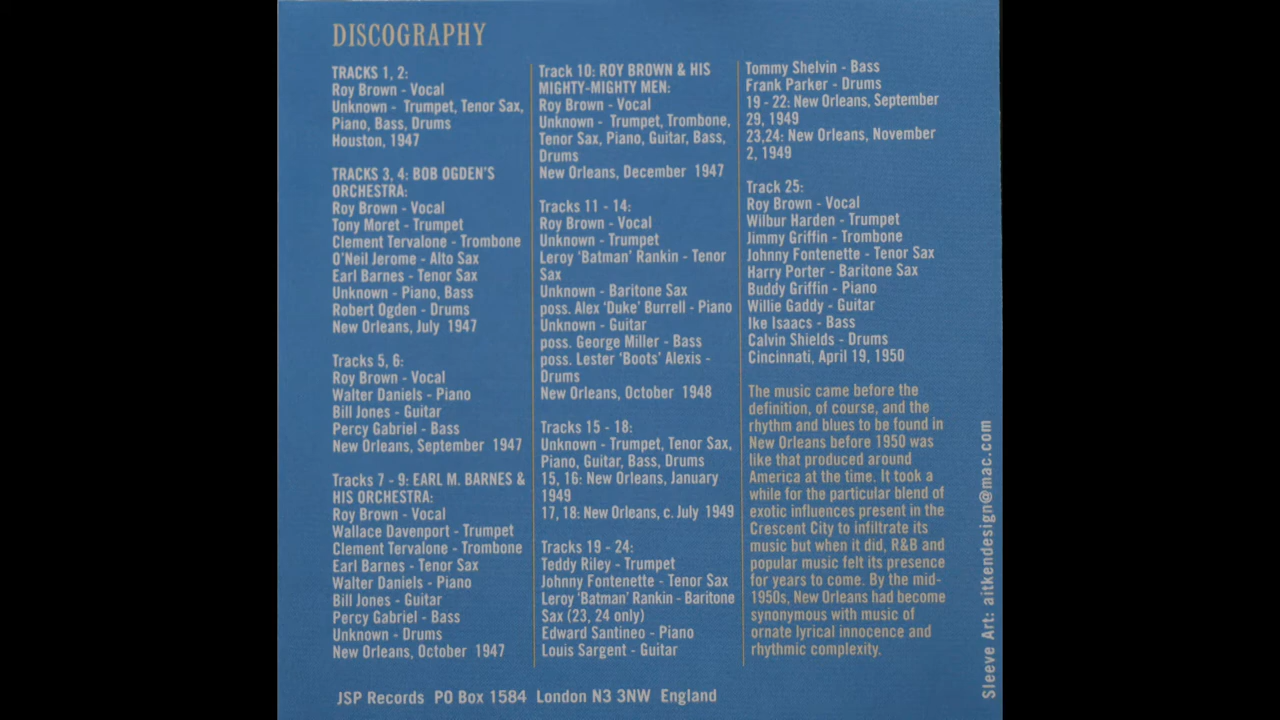 DISCOGRAPHY
TRACKS 1, 2:
Roy Brown - Vocal
Unknown - Trumpet, Tenor Sax,
Piano, Bass, Drums
Houston, 1947
TRACKS 3, 4: BOB OGDEN'S
ORCHESTRA:
Roy Brown - Vocal
Tony Moret - Trumpet
Clement Tervalone - Trombone
O'Neil Jerome - Alto Sax
Earl Barnes - Tenor Sax
Unknown - Piano, Bass
Robert Ogden - Drums
New Orleans, July 1947
Tracks 5, 6:
Roy Brown - Vocal
Walter Daniels - Piano
Bill Jones - Guitar
Percy Gabriel - Bass
New Orleans, September 1947
Tracks 7 - 9: EARL M. BARNES &
HIS ORCHESTRA:
Roy Brown - Vocal
Wallace Davenport - Trumpet
Clement Tervalone - Trombone
Earl Barnes - Tenor Sax
Walter Daniels - Piano
Bill Jones - Guitar
Percy Gabriel - Bass
Unknown - Drums
New Orleans, October 1947
Track 10: ROY BROWN & HIS
MIGHTY-MIGHTY MEN:
Roy Brown - Vocal
Unknown - Trumpet, Trombone,
Tenor Sax, Piano, Guitar, Bass,
Drums
New Orleans, December 1947
Tracks 11 - 14:
Roy Brown - Vocal
Unknown - Trumpet
Leroy 'Batman' Rankin - Tenor
Sax
Unknown - Baritone Sax
poss. Alex 'Duke' Burrell - Piano
Unknown - Guitar
poss. George Miller - Bass
poss. Lester 'Boots' Alexis -
Drums
New Orleans, October 1948
Tracks 15 - 18:
Unknown - Trumpet, Tenor Sax,
Piano, Guitar, Bass, Drums
15, 16: New Orleans, January
1949
17, 18: New Orleans, c. July 1949
Tracks 19 - 24:
Teddy Riley - Trumpet
Johnny Fontenette - Tenor Sax
Leroy 'Batman' Rankin - Baritone
Sax (23, 24 only)
Edward Santineo - Piano
Louis Sargent - Guitar
Tommy Shelvin - Bass
Frank Parker - Drums
19 - 22: New Orleans, September
29, 1949
23,24: New Orleans, November
2, 1949
Track 25:
Roy Brown - Vocal
Wilbur Harden - Trumpet
Jimmy Griffin - Trombone
Johnny Fontenette - Tenor Sax
Harry Porter - Baritone Sax
Buddy Griffin - Piano
Willie Gaddy - Guitar
Ike Isaacs - Bass
Calvin Shields - Drums
Cincinnati, April 19, 1950
The music came before the
definition, of course, and the
rhythm and blues to be found in
New Orleans before 1950 was
like that produced around
America at the time. It took a
while for the particular blend of
exotic influences present in the
Crescent City to infiltrate its
music but when it did, R&B and
popular music felt its presence
for years to come. By the mid-
1950s, New Orleans had become
synonymous with music of
ornate lyrical innocence and
rhythmic complexity.
Sleeve Art: aitkendesign@mac.com
JSP Records PO Box 1584 London N3 3NW England